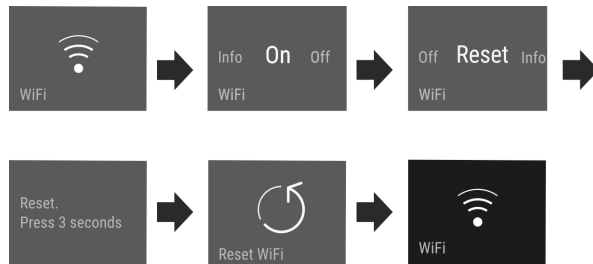 WiFi
Info On Off
WiFi
Off Reset Info
WiFi
Reset.
Press 3 seconds
Reset WiFi
WiFi